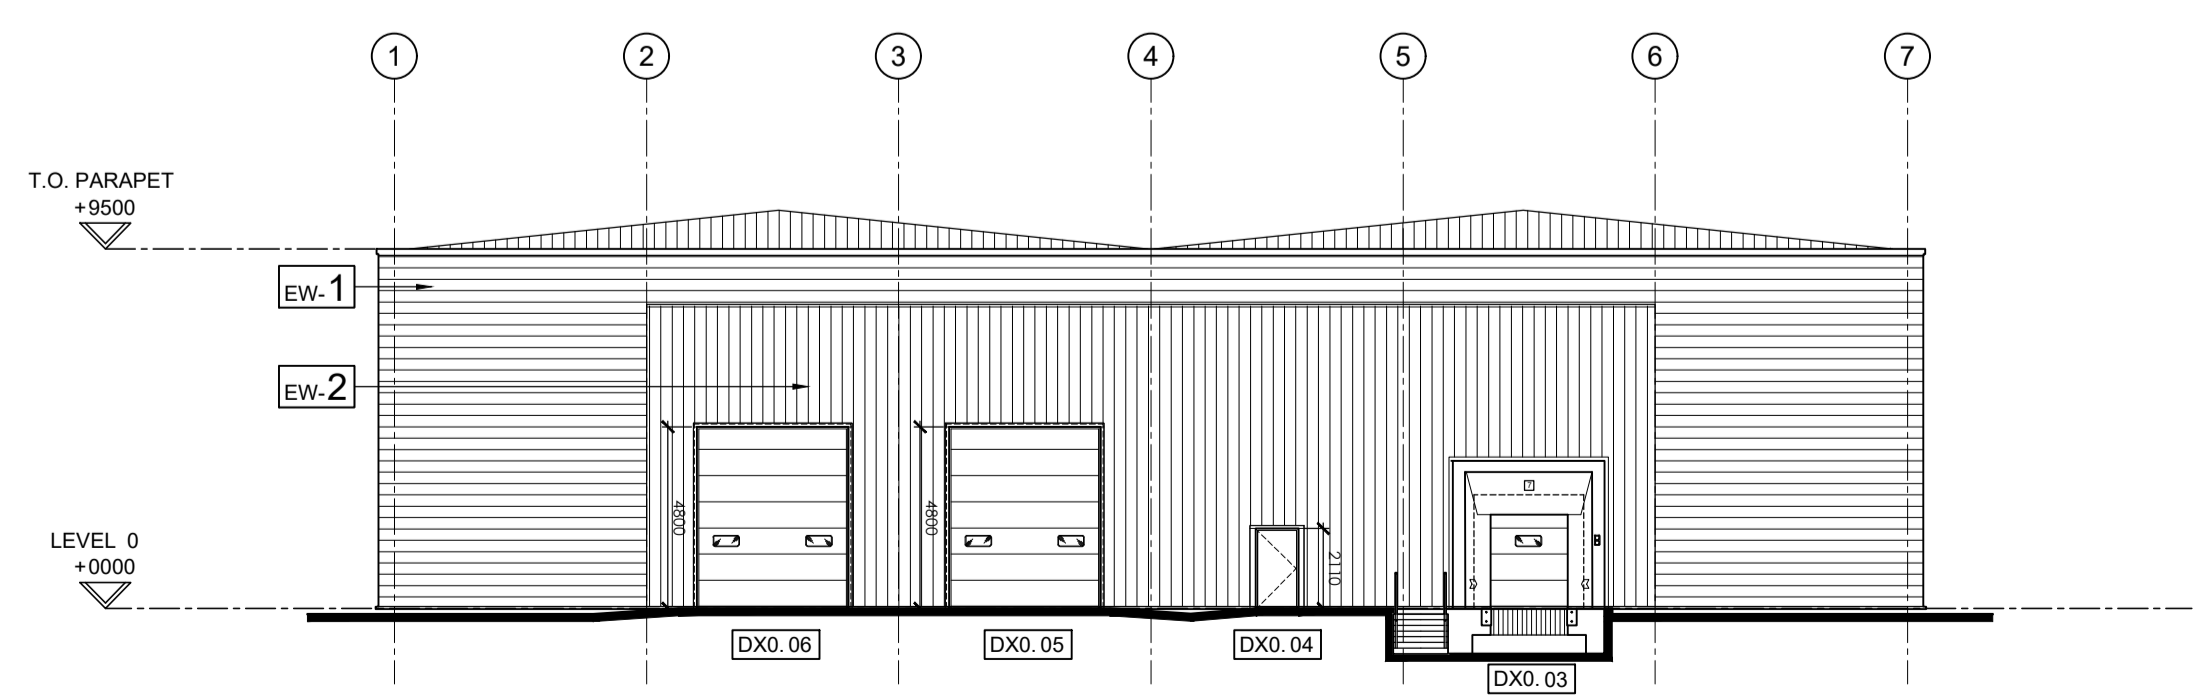 1 2 3 4 5 6 7
T.O. PARAPET
+9500
EW-1
EW-2
4800
4800
7
2110
LEVEL 0
+0000
DX0.06
DX0.05
DX0.04
DX0.03